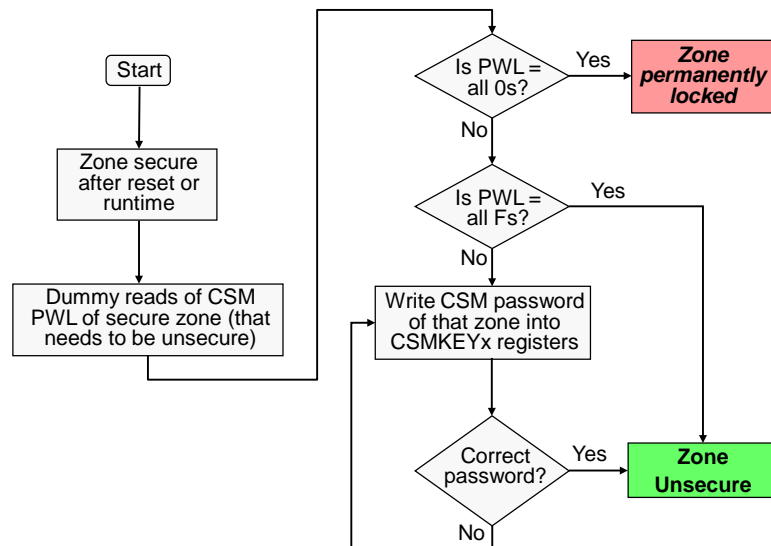 Start
Zone secure
after reset or
runtime
Dummy reads of CSM
PWL of secure zone (that
needs to be unsecure)
Is PWL =
all 0s?
Yes
Zone
permanently
locked
No
Is PWL =
all Fs?
Yes
No
Write CSM password
of that zone into
CSMKEYx registers
Correct
password?
Yes
Zone
Unsecure
No